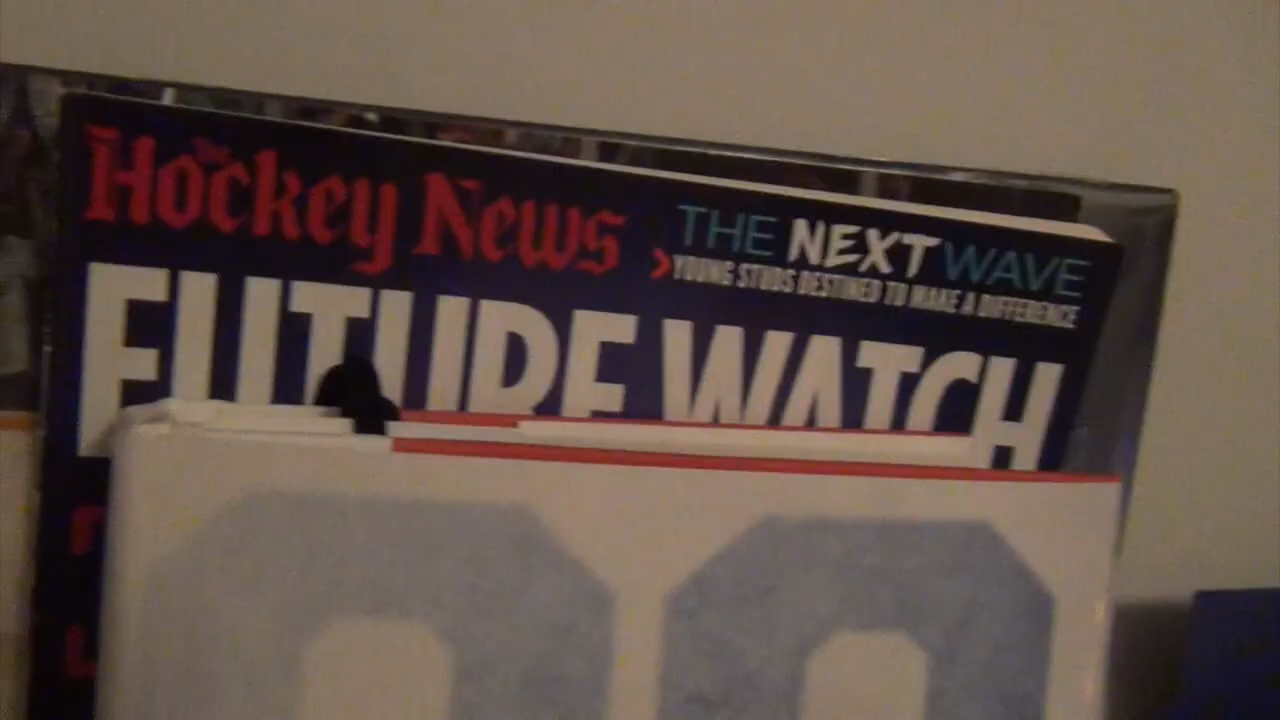 The Hockey News
THE NEXT WAVE
YOUNG STUDS DESTINED TO MAKE A DIFFERENCE
FUTURE WATCH